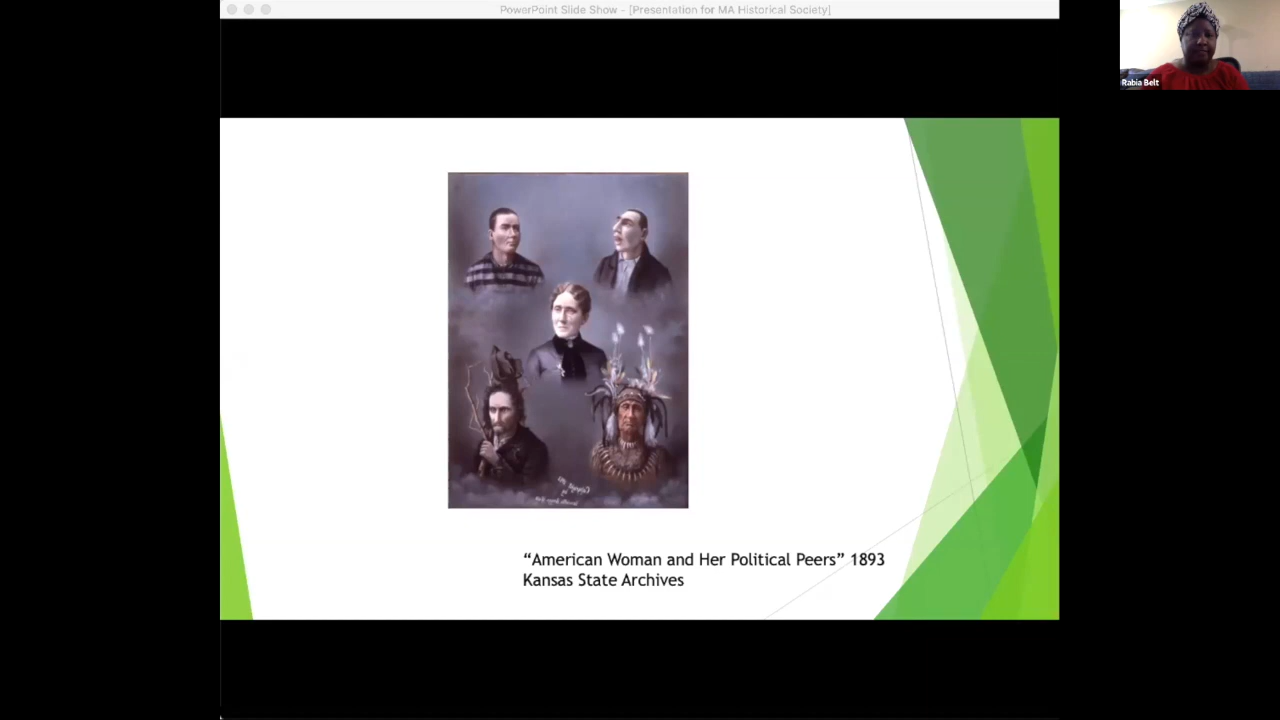 PowerPoint Slide Show - [Presentation for MA Historical Society]
Rabia Belt
“American Woman and Her Political Peers” 1893
Kansas State Archives